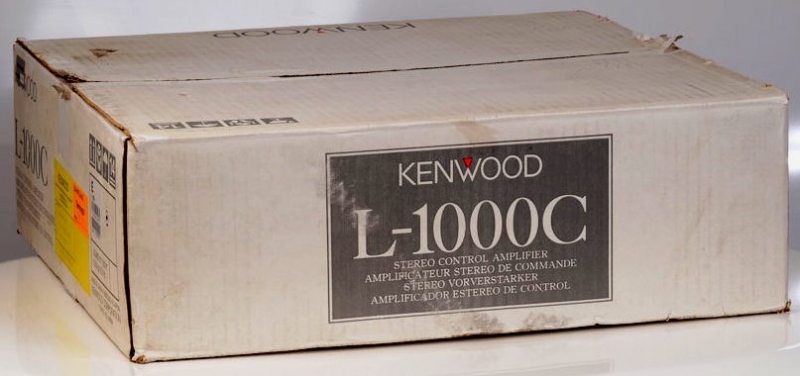 KENWOOD
KENWOOD
L-1000C
STEREO CONTROL AMPLIFIER
AMPLIFICATEUR STEREO DE COMMANDE
STEREO VORVERSTARKER
AMPLIFICADOR ESTEREO DE CONTROL
L-1000C